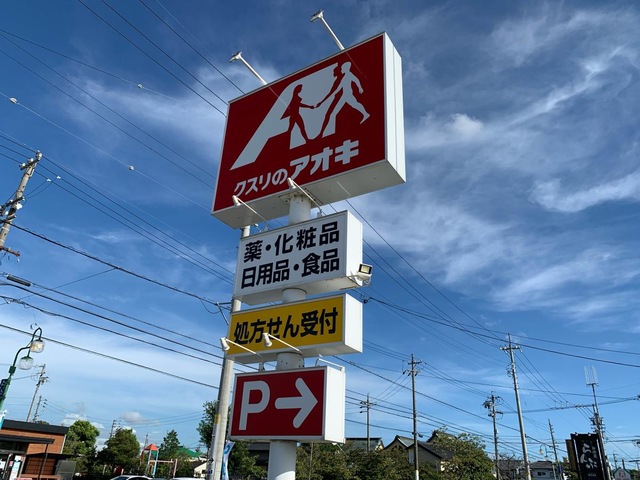 クスリのアオキ
薬・化粧品
日用品・食品
処方せん受付
P